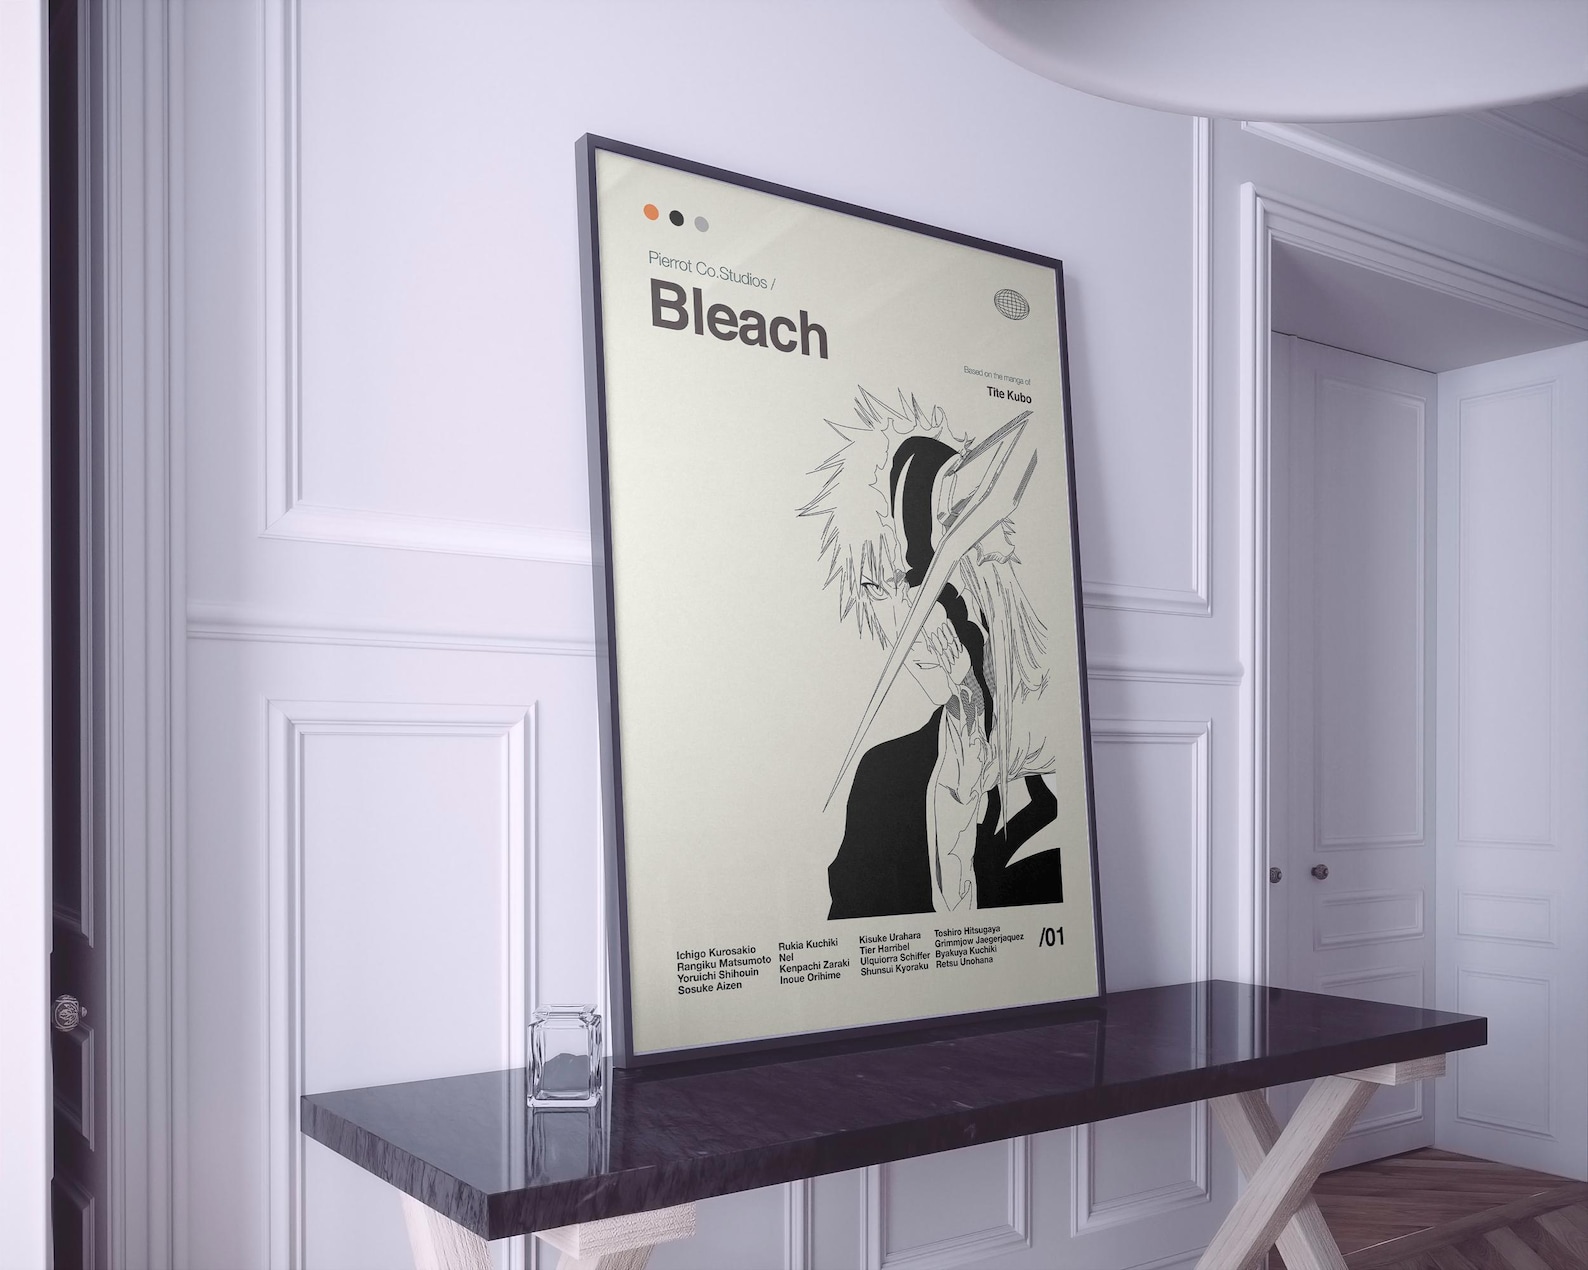 Pierrot Co.Studios /
Bleach
Based on the manga of
Tite Kubo
Ichigo Kurosakio
Rangiku Matsumoto
Yoruichi Shihouin
Sosuke Aizen
Rukia Kuchiki
Nel
Kenpachi Zaraki
Inoue Orihime
Kisuke Urahara
Tier Harribel
Ulquiorra Schiffer
Shunsui Kyoraku
Toshiro Hitsugaya
Grimmjow Jaegerjaquez
Byakuya Kuchiki
Retsu Unohana
/01